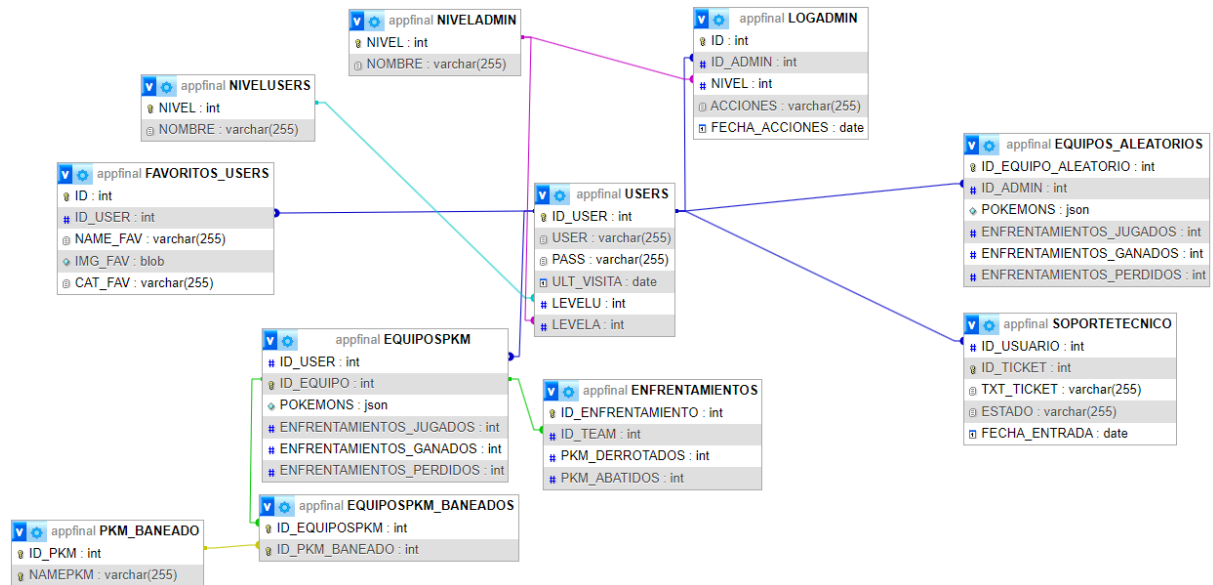 appfinal NIVELADMIN
NIVEL : int
NOMBRE : varchar(255)
appfinal LOGADMIN
ID : int
ID_ADMIN : int
NIVEL : int
ACCIONES : varchar(255)
FECHA_ACCIONES : date
appfinal NIVELUSERS
NIVEL : int
NOMBRE : varchar(255)
appfinal EQUIPOS_ALEATORIOS
ID_EQUIPO_ALEATORIO : int
ID_ADMIN : int
POKEMONS : json
ENFRENTAMIENTOS_JUGADOS : int
ENFRENTAMIENTOS_GANADOS : int
ENFRENTAMIENTOS_PERDIDOS : int
appfinal FAVORITOS_USERS
ID : int
ID_USER : int
NAME_FAV : varchar(255)
IMG_FAV : blob
CAT_FAV : varchar(255)
appfinal USERS
ID_USER : int
USER : varchar(255)
PASS : varchar(255)
ULT_VISITA : date
LEVELU : int
LEVELA : int
appfinal SOPORTETECNICO
ID_USUARIO : int
ID_TICKET : int
TXT_TICKET : varchar(255)
ESTADO : varchar(255)
FECHA_ENTRADA : date
appfinal EQUIPOSPKM
ID_USER : int
ID_EQUIPO : int
POKEMONS : json
ENFRENTAMIENTOS_JUGADOS : int
ENFRENTAMIENTOS_GANADOS : int
ENFRENTAMIENTOS_PERDIDOS : int
appfinal ENFRENTAMIENTOS
ID_ENFRENTAMIENTO : int
ID_TEAM : int
PKM_DERROTADOS : int
PKM_ABATIDOS : int
appfinal EQUIPOSPKM_BANEADOS
ID_EQUIPOSPKM : int
ID_PKM_BANEADO : int
appfinal PKM_BANEADO
ID_PKM : int
NAMEPKM : varchar(255)